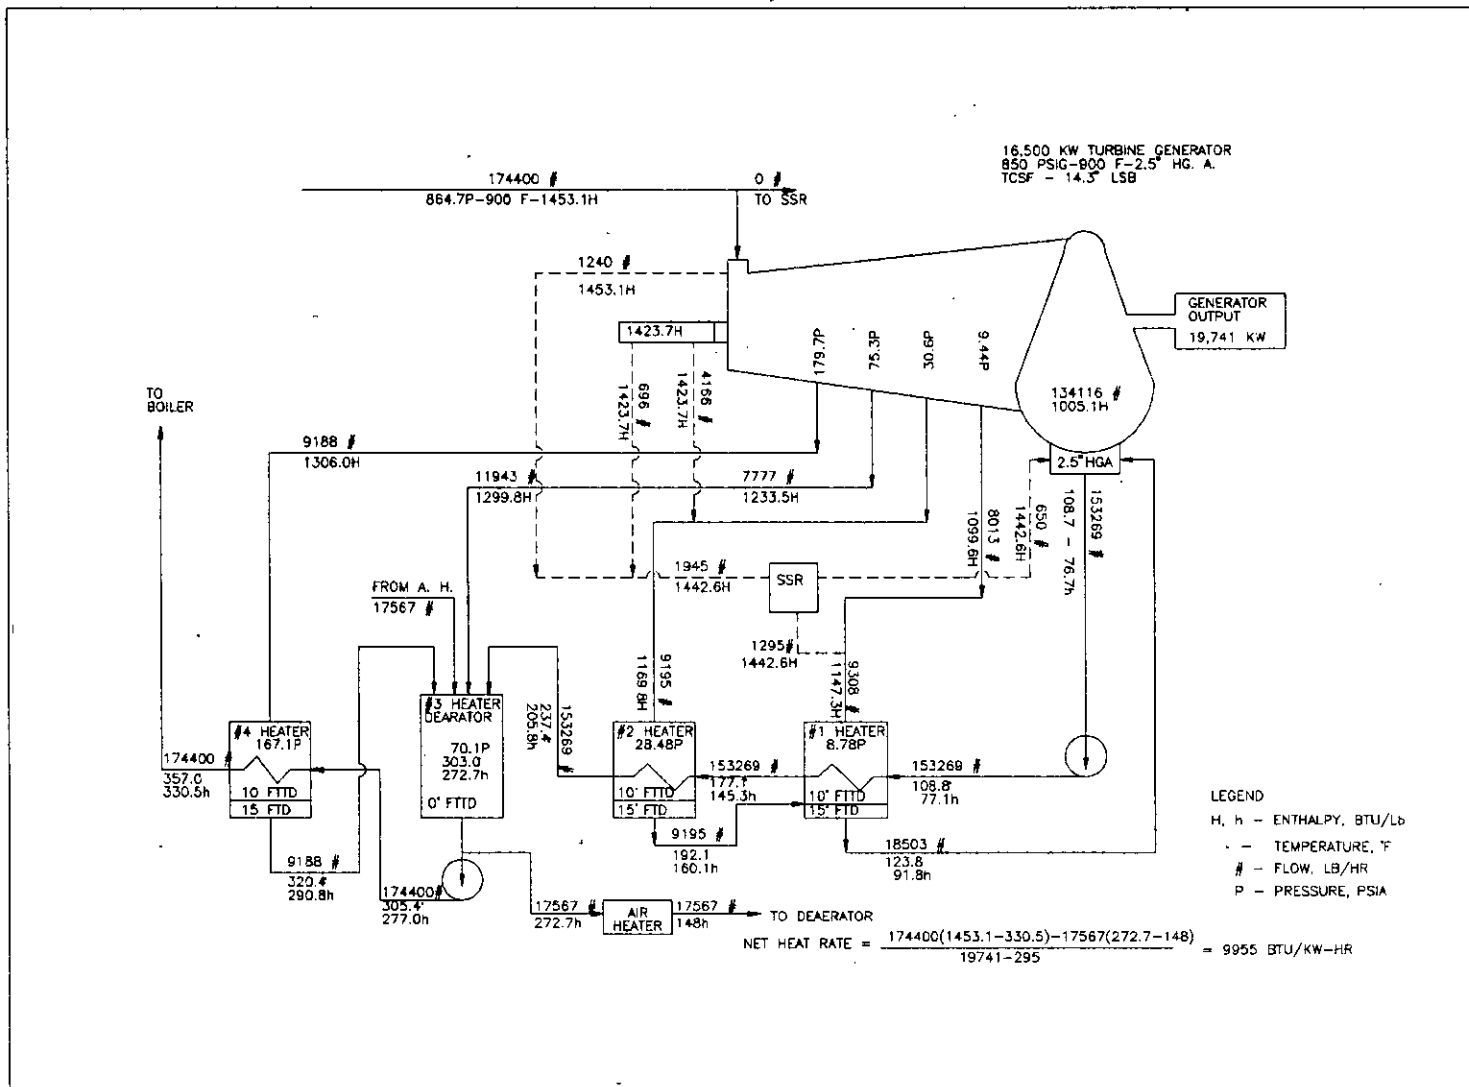 16,500 KW TURBINE GENERATOR
850 PSIG-900 F-2.5" HG. A.
TCSF - 14.3" LSB
174400 #
864.7P-900 F-1453.1H
0 #
TO SSR
1240 #
1453.1H
GENERATOR
OUTPUT
19,741 KW
1423.7H
179.7P
75.3P
30.6P
9.44P
696 #
1423.7H
4166 #
1423.7H
134116 #
1005.1H
2.5" HGA
TO
BOILER
9188 #
1306.0H
11943 #
1299.8H
7777 #
1233.5H
8013 #
1099.6H
650 #
1442.6H
153269 #
108.7 - 76.7h
1945 #
1442.6H
SSR
FROM A. H.
17567 #
1295 #
1442.6H
9195 #
1169.8H
9308 #
1147.3H
153269 #
237.4°
205.8h
#3 HEATER
DEARATOR
70.1P
303.0
272.7h
0° FTTD
#4 HEATER
167.1P
10 FTTD
15 FTD
#2 HEATER
28.48P
10° FTTD
15° FTD
#1 HEATER
8.78P
10° FTTD
15° FTD
174400 #
357.0
330.5h
153269 #
177.1°
145.3h
153269 #
108.8°
77.1h
9188 #
320.4°
290.8h
174400 #
305.4°
277.0h
9195 #
192.1
160.1h
18503 #
123.8
91.8h
17567 #
272.7h
AIR
HEATER
17567 #
148h
TO DEAERATOR
LEGEND
H, h - ENTHALPY, BTU/Lb
° - TEMPERATURE, °F
# - FLOW, LB/HR
P - PRESSURE, PSIA
NET HEAT RATE = 174400(1453.1-330.5)-17567(272.7-148)
19741-295
= 9955 BTU/KW-HR